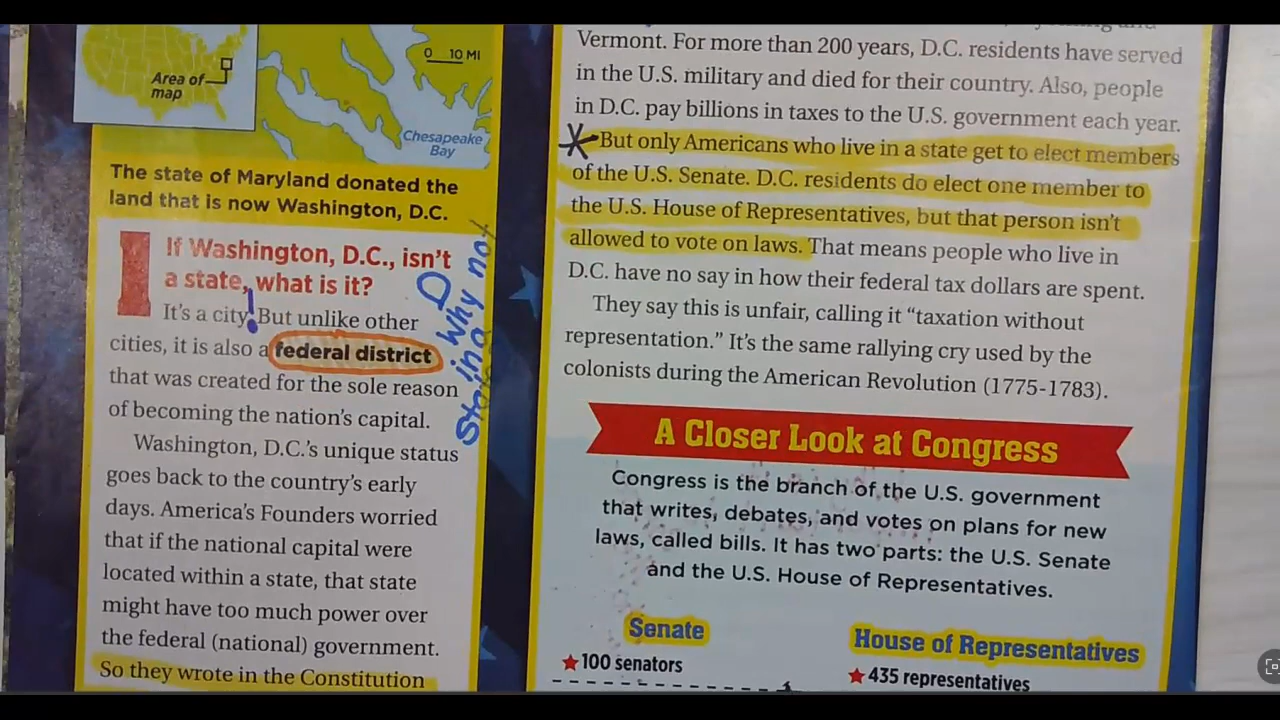 Area of
map
0 10 MI
Chesapeake
Bay
The state of Maryland donated the
land that is now Washington, D.C.
If Washington, D.C., isn't
a state, what is it?
It's a city! But unlike other
cities, it is also a federal district
that was created for the sole reason
of becoming the nation's capital.
Washington, D.C.'s unique status
goes back to the country's early
days. America's Founders worried
that if the national capital were
located within a state, that state
might have too much power over
the federal (national) government.
So they wrote in the Constitution
why not
in a
Vermont. For more than 200 years, D.C. residents have served
in the U.S. military and died for their country. Also, people
in D.C. pay billions in taxes to the U.S. government each year.
But only Americans who live in a state get to elect members
of the U.S. Senate. D.C. residents do elect one member to
the U.S. House of Representatives, but that person isn't
allowed to vote on laws. That means people who live in
D.C. have no say in how their federal tax dollars are spent.
They say this is unfair, calling it "taxation without
representation." It's the same rallying cry used by the
colonists during the American Revolution (1775-1783).
A Closer Look at Congress
Congress is the branch of the U.S. government
that writes, debates, and votes on plans for new
laws, called bills. It has two parts: the U.S. Senate
and the U.S. House of Representatives.
Senate
★100 senators
House of Representatives
★435 representatives